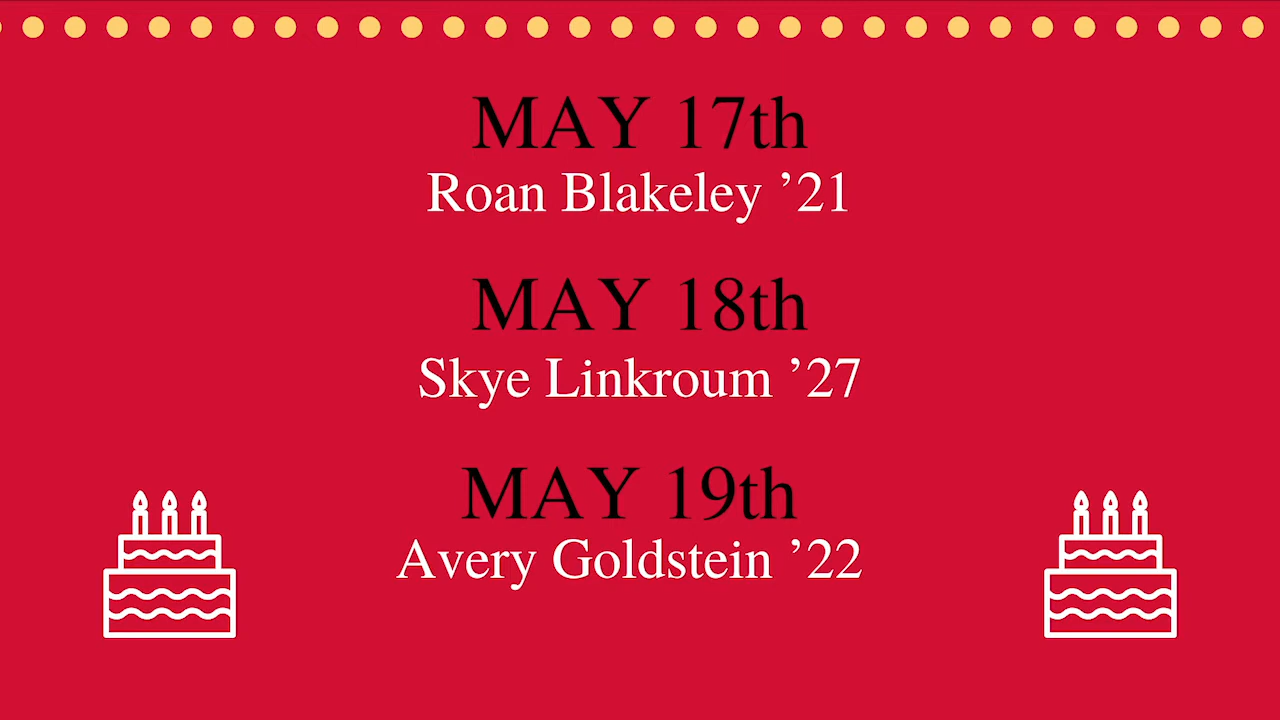 MAY 17th
Roan Blakeley ’21
MAY 18th
Skye Linkroum ’27
MAY 19th
Avery Goldstein ’22